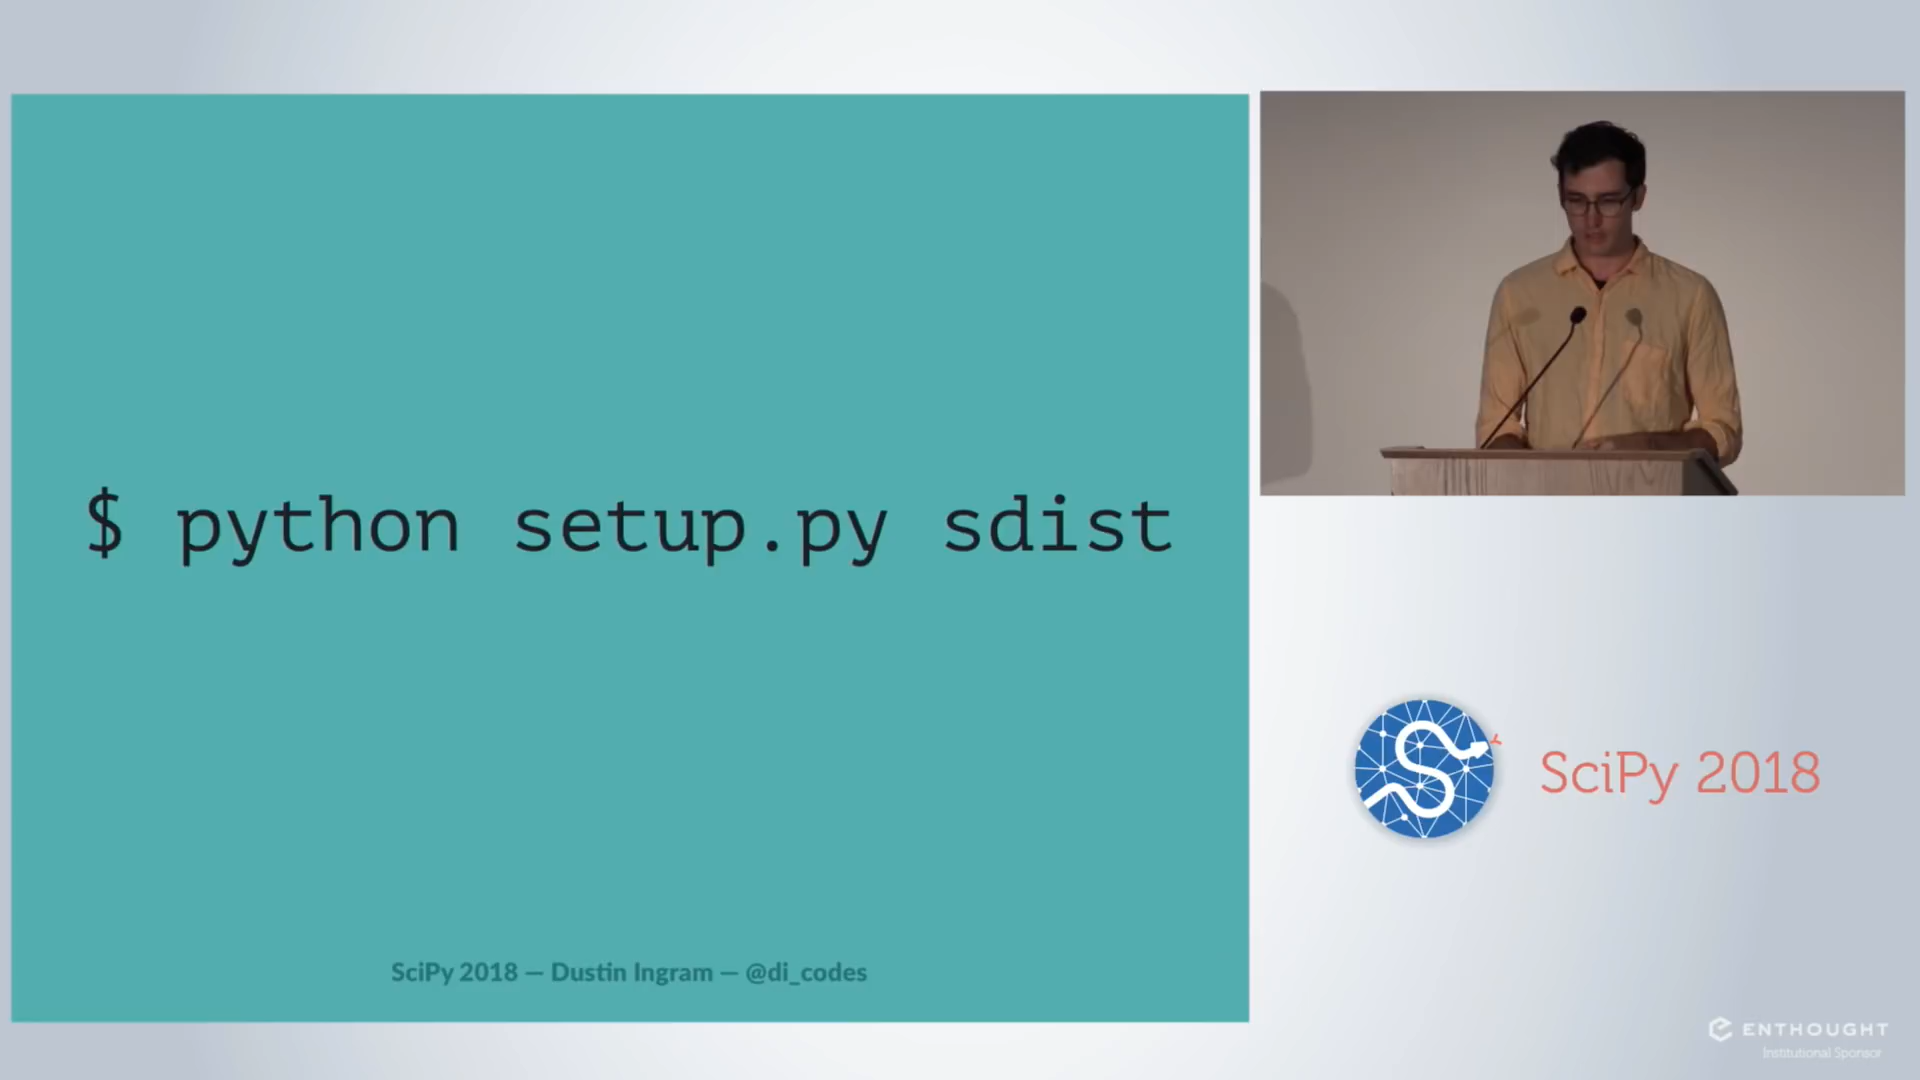 $ python setup.py sdist
SciPy 2018 — Dustin Ingram — @di_codes
SciPy 2018
ENTHOUGHT
Institutional Sponsor